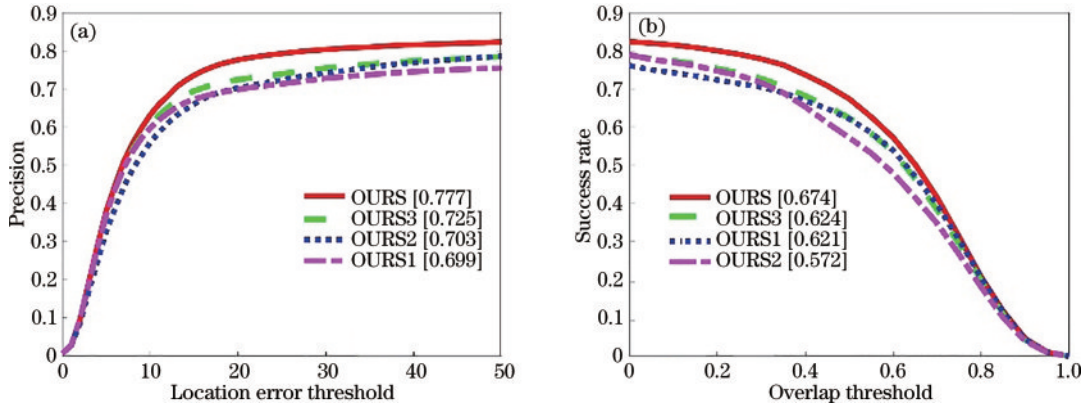 (a)
Precision
0.9
0.8
0.7
0.6
0.5
0.4
0.3
0.2
0.1
0
OURS [0.777]
OURS3 [0.725]
OURS2 [0.703]
OURS1 [0.699]
0 10 20 30 40 50
Location error threshold
(b)
Success rate
0.9
0.8
0.7
0.6
0.5
0.4
0.3
0.2
0.1
0
OURS [0.674]
OURS3 [0.624]
OURS1 [0.621]
OURS2 [0.572]
0 0.2 0.4 0.6 0.8 1.0
Overlap threshold